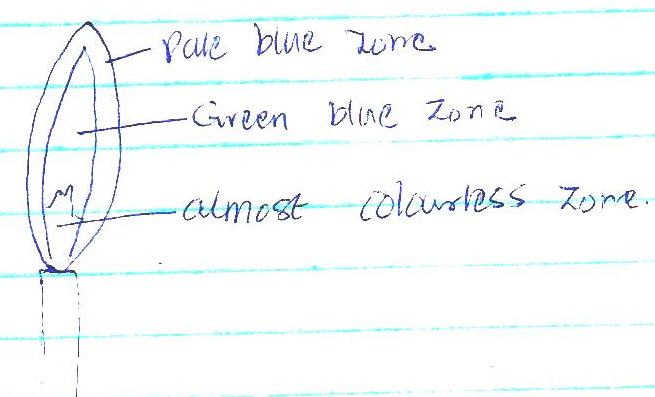 Pale blue zone
Green blue zone
almost colourless zone.